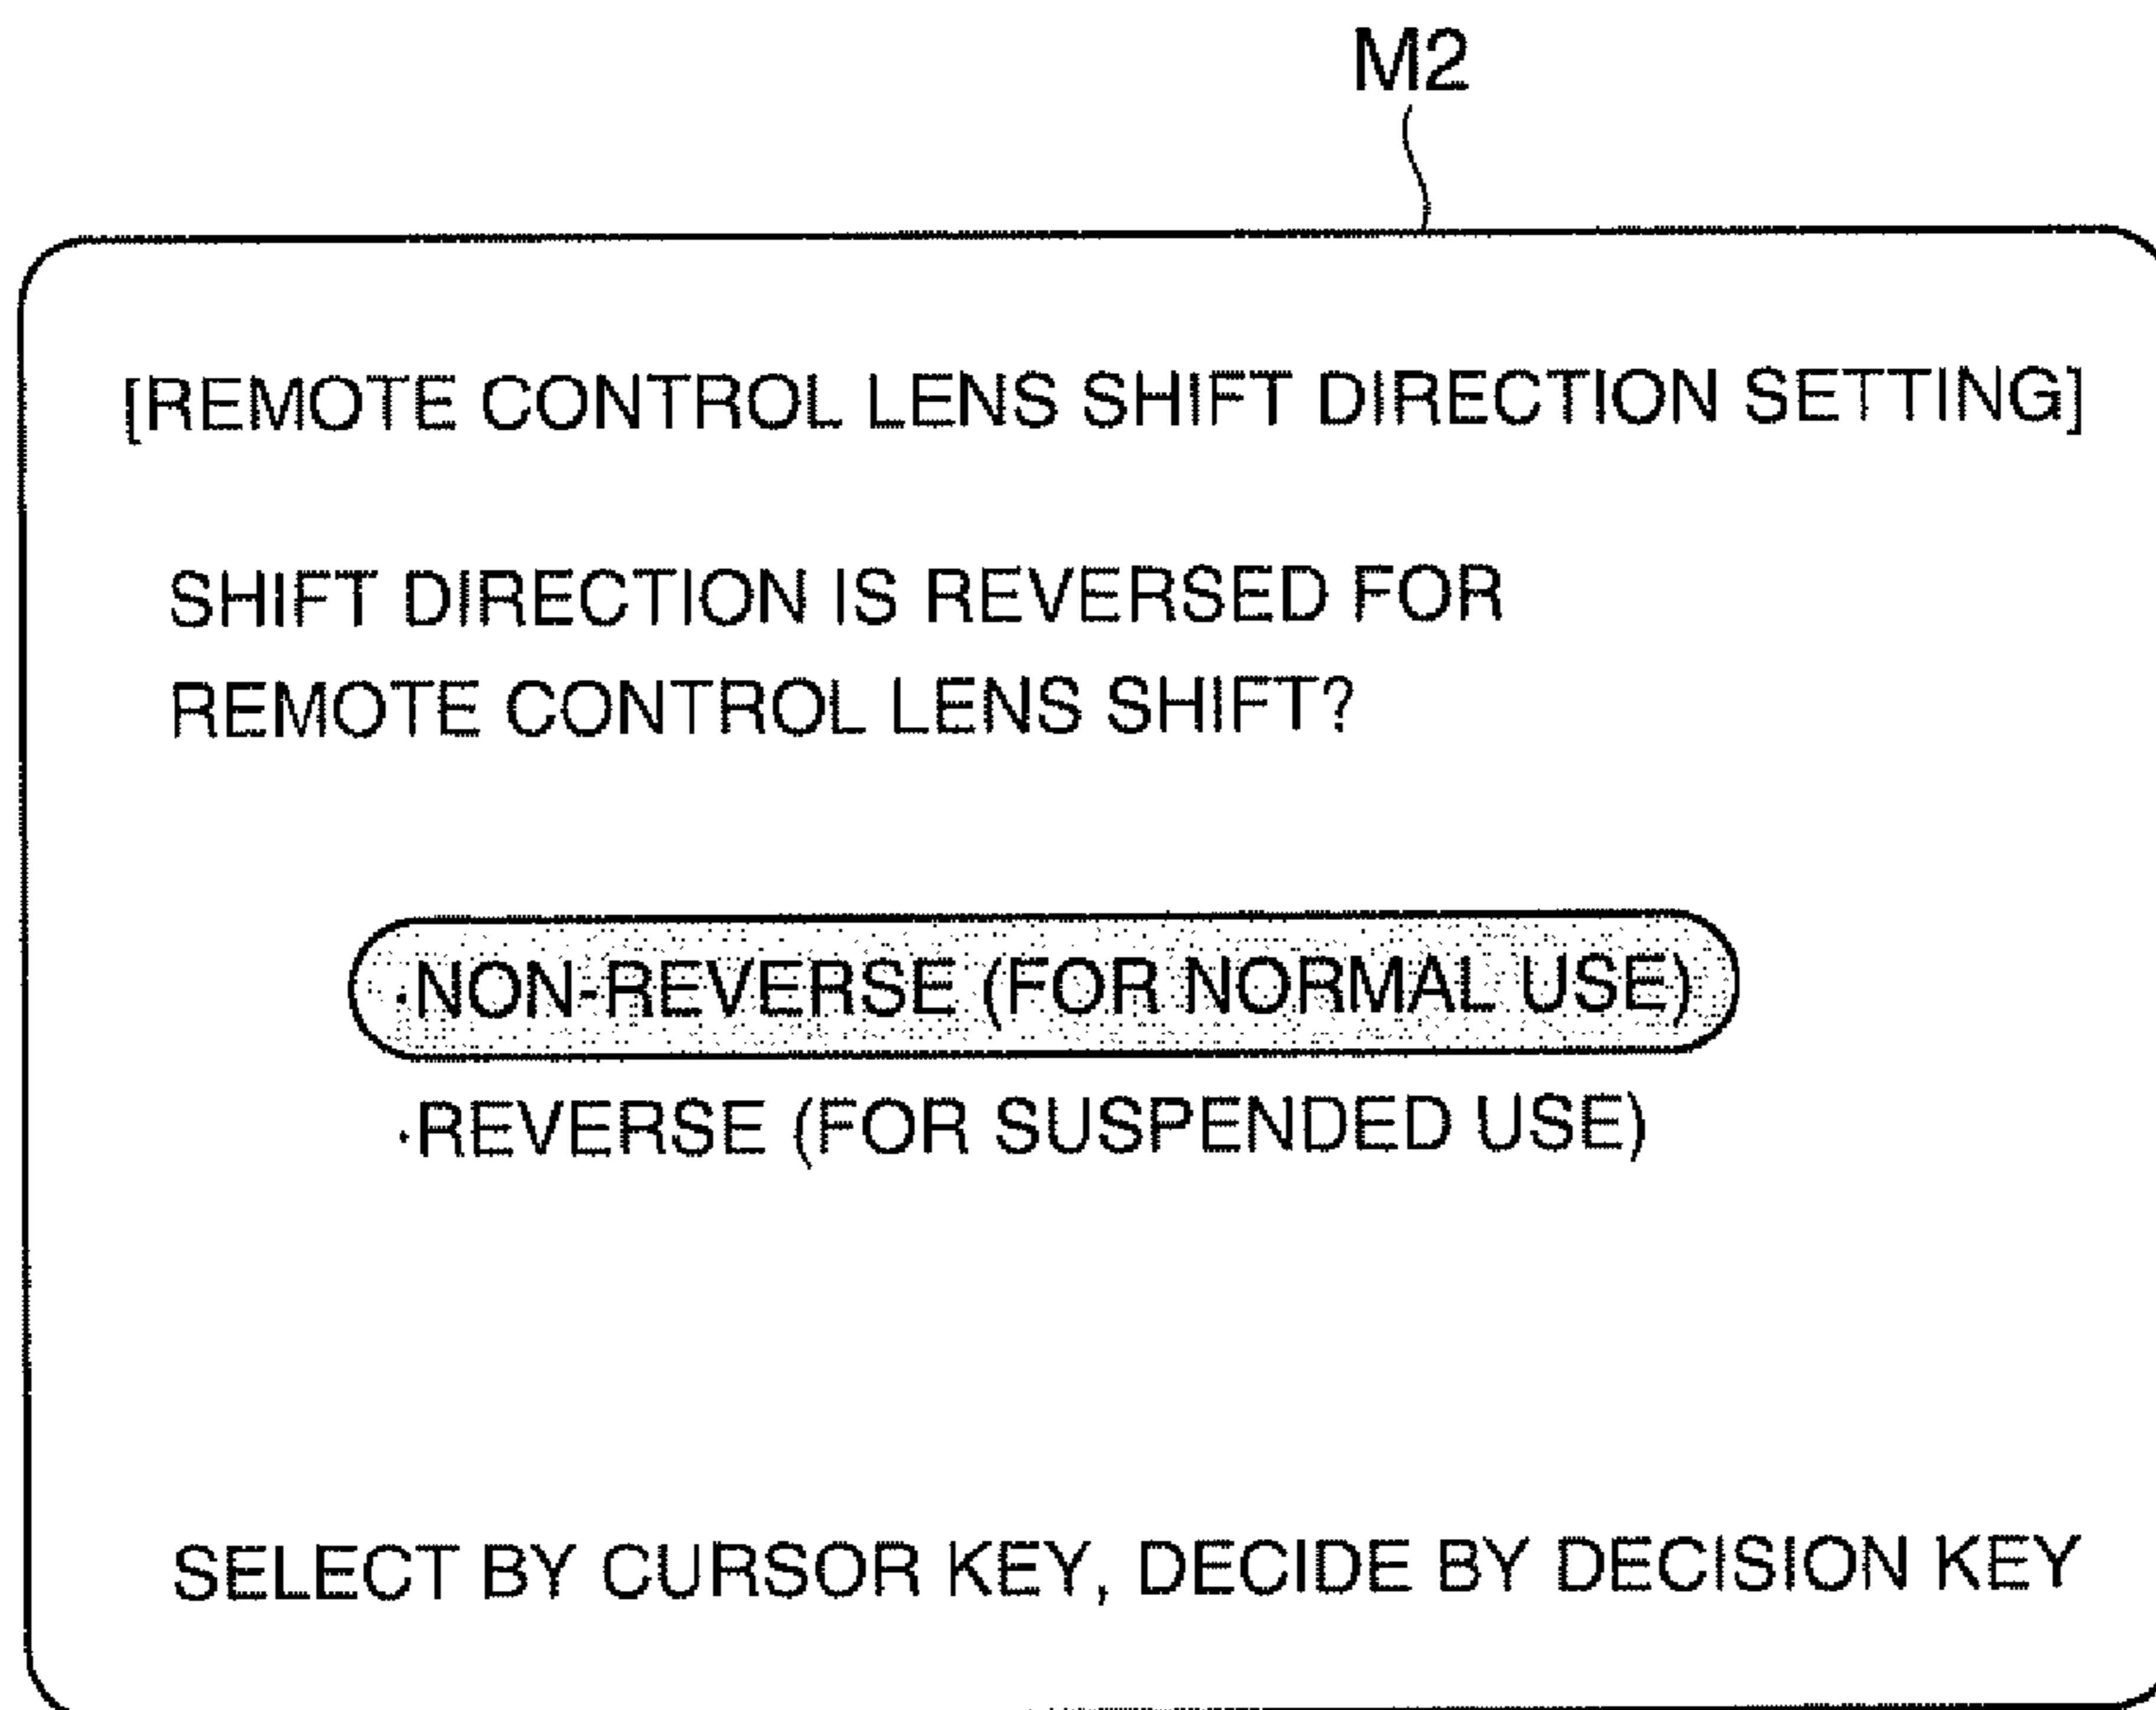 M2
[REMOTE CONTROL LENS SHIFT DIRECTION SETTING]
SHIFT DIRECTION IS REVERSED FOR
REMOTE CONTROL LENS SHIFT?
·NON-REVERSE (FOR NORMAL USE)
·REVERSE (FOR SUSPENDED USE)
SELECT BY CURSOR KEY, DECIDE BY DECISION KEY